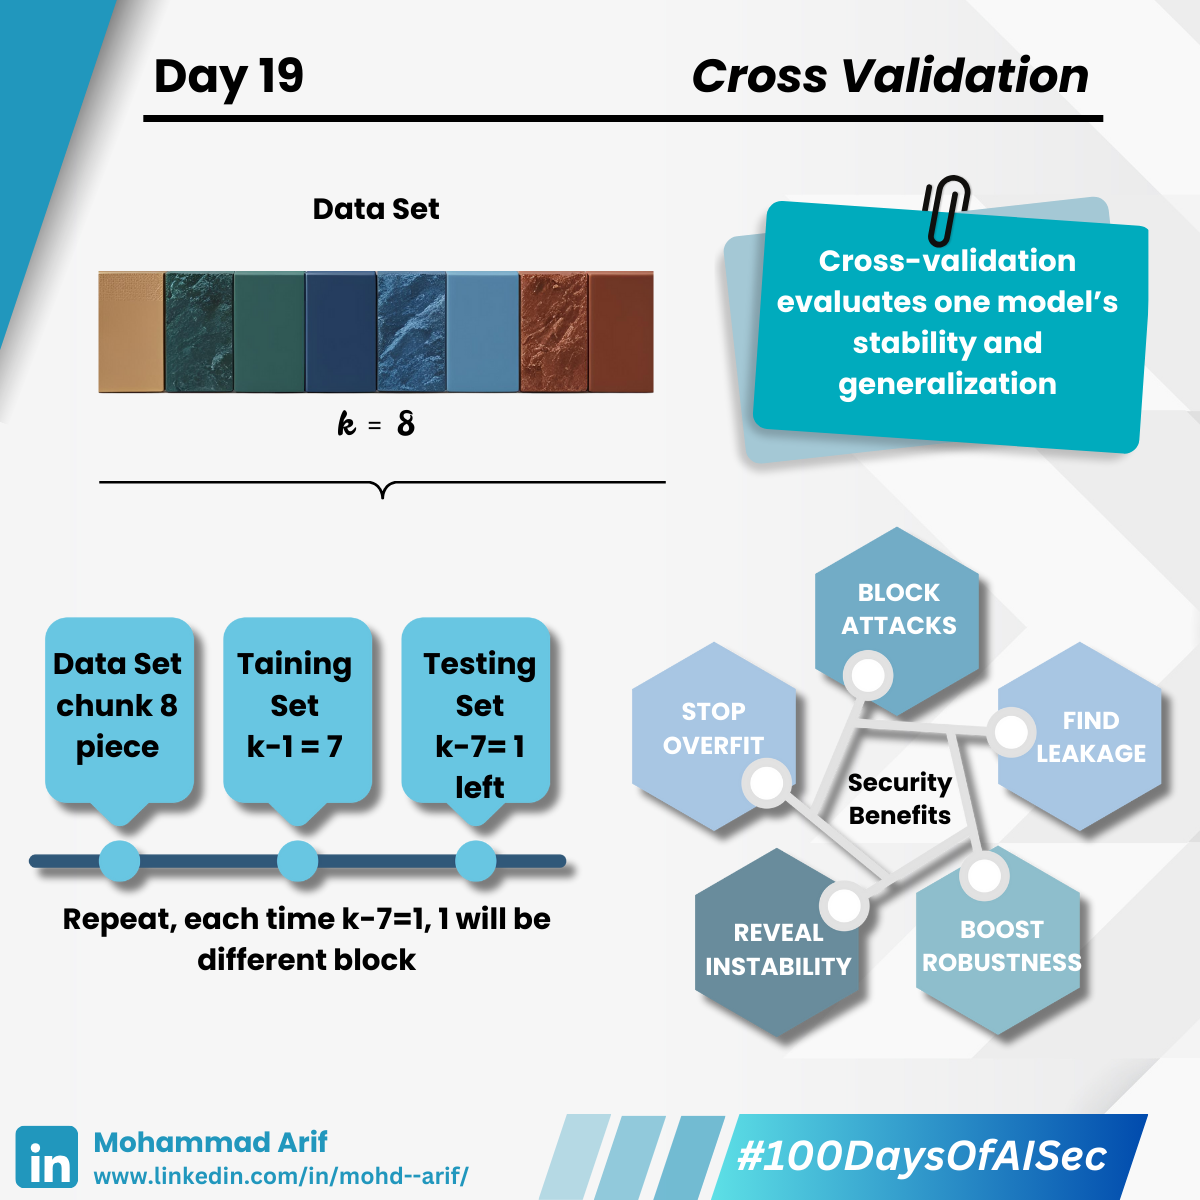 Day 19
Cross Validation
Data Set
k = 8
Cross-validation
evaluates one model's
stability and
generalization
Data Set
chunk 8
piece
Taining
Set
k-1 = 7
Testing
Set
k-7= 1
left
Repeat, each time k-7=1, 1 will be
different block
BLOCK
ATTACKS
STOP
OVERFIT
FIND
LEAKAGE
Security
Benefits
REVEAL
INSTABILITY
BOOST
ROBUSTNESS
in
Mohammad Arif
www.linkedin.com/in/mohd--arif/
#100DaysOfAISec